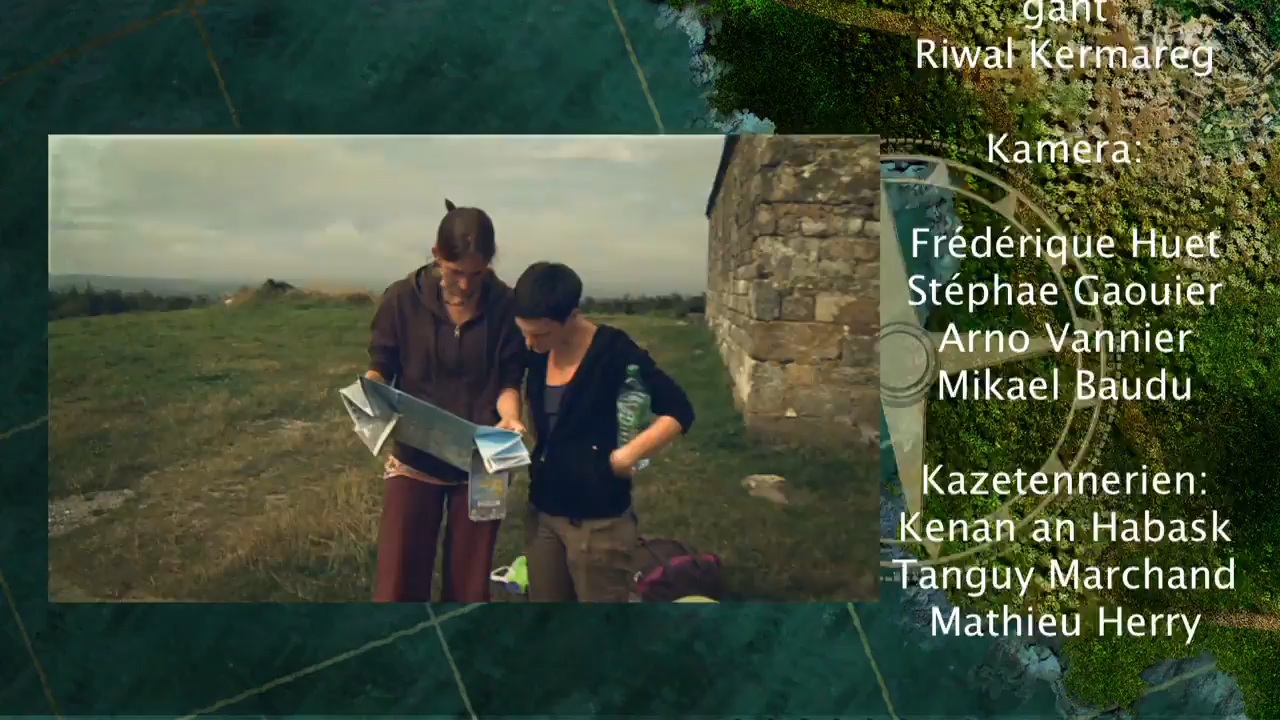 gant
Riwal Kermareg
Kamera:
Frédérique Huet
Stéphae Gaouier
Arno Vannier
Mikael Baudu
Kazetennerien:
Kenan an Habask
Tanguy Marchand
Mathieu Herry